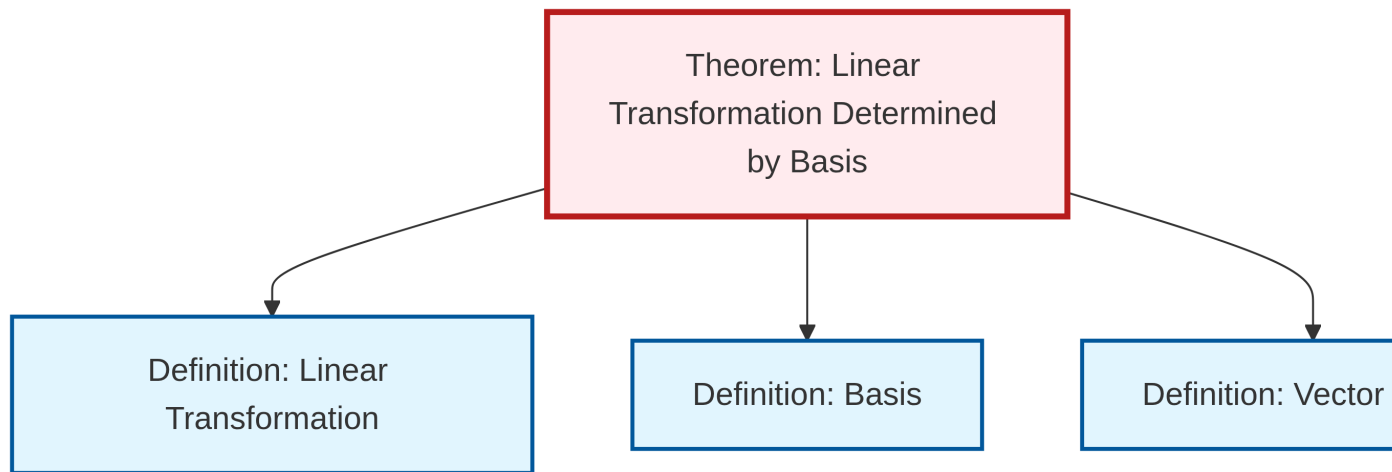 Theorem: Linear
Transformation Determined
by Basis
Definition: Linear
Transformation
Definition: Basis
Definition: Vector